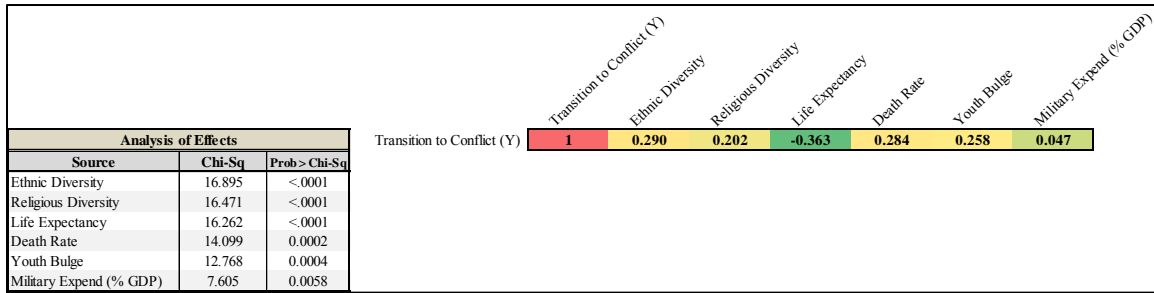 Transition to Conflict (Y)
Ethnic Diversity
Religious Diversity
Life Expectancy
Death Rate
Youth Bulge
Military Expend (% GDP)
Transition to Conflict (Y) 1 0.290 0.202 -0.363 0.284 0.258 0.047
Analysis of Effects
Source Chi-Sq Prob > Chi-Sq
Ethnic Diversity 16.895 <.0001
Religious Diversity 16.471 <.0001
Life Expectancy 16.262 <.0001
Death Rate 14.099 0.0002
Youth Bulge 12.768 0.0004
Military Expend (% GDP) 7.605 0.0058